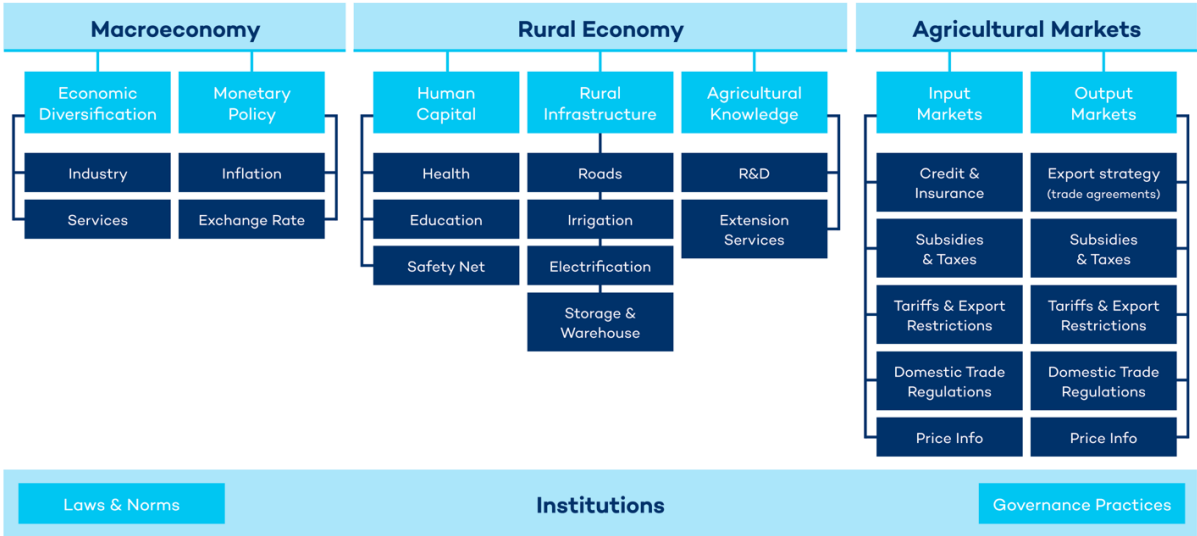 Macroeconomy
Economic
Diversification
Industry
Services
Monetary
Policy
Inflation
Exchange Rate
Rural Economy
Human
Capital
Health
Education
Safety Net
Rural
Infrastructure
Roads
Irrigation
Electrification
Storage &
Warehouse
Agricultural
Knowledge
R&D
Extension
Services
Agricultural Markets
Input
Markets
Credit &
Insurance
Subsidies
& Taxes
Tariffs & Export
Restrictions
Domestic Trade
Regulations
Price Info
Output
Markets
Export strategy
(trade agreements)
Subsidies
& Taxes
Tariffs & Export
Restrictions
Domestic Trade
Regulations
Price Info
Laws & Norms
Institutions
Governance Practices